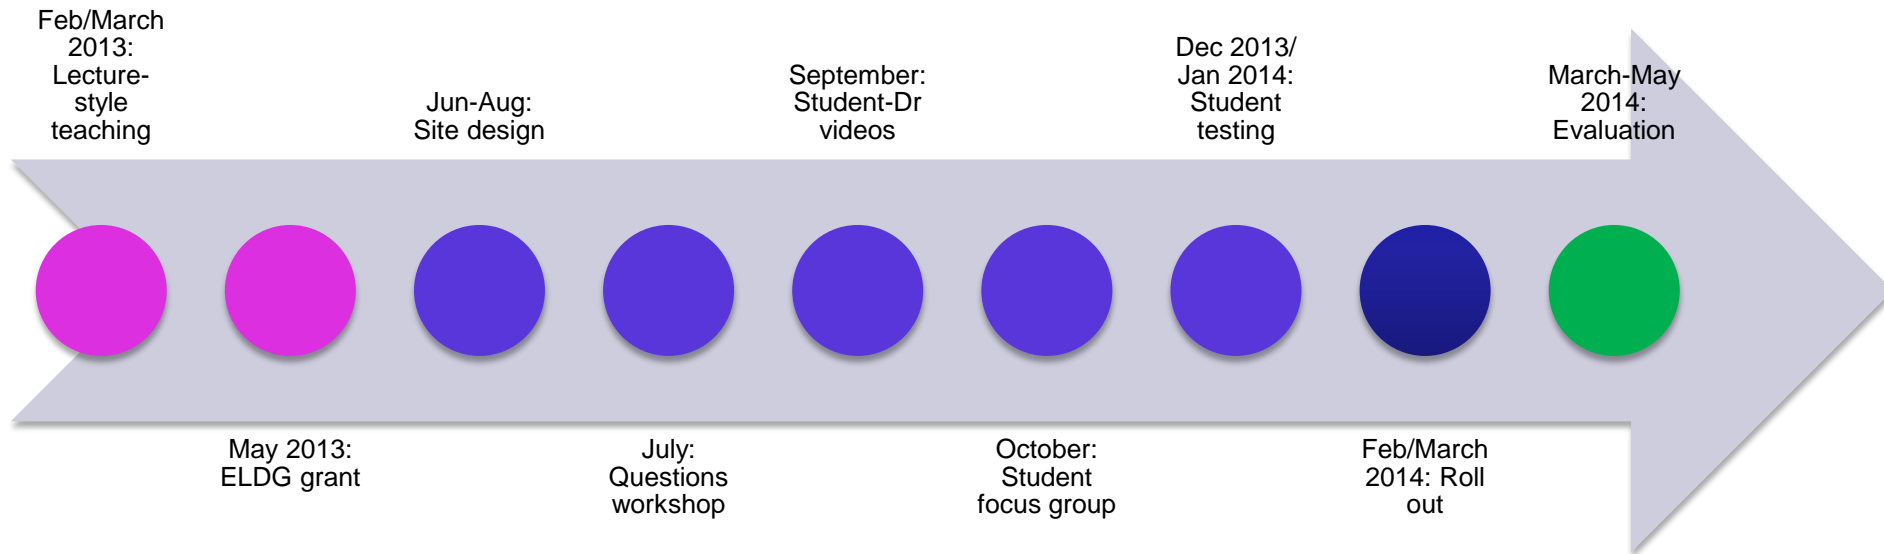 Feb/March
2013:
Lecture-
style
teaching
May 2013:
ELDG grant
Jun-Aug:
Site design
July:
Questions
workshop
September:
Student-Dr
videos
October:
Student
focus group
Dec 2013/
Jan 2014:
Student
testing
Feb/March
2014: Roll
out
March-May
2014:
Evaluation